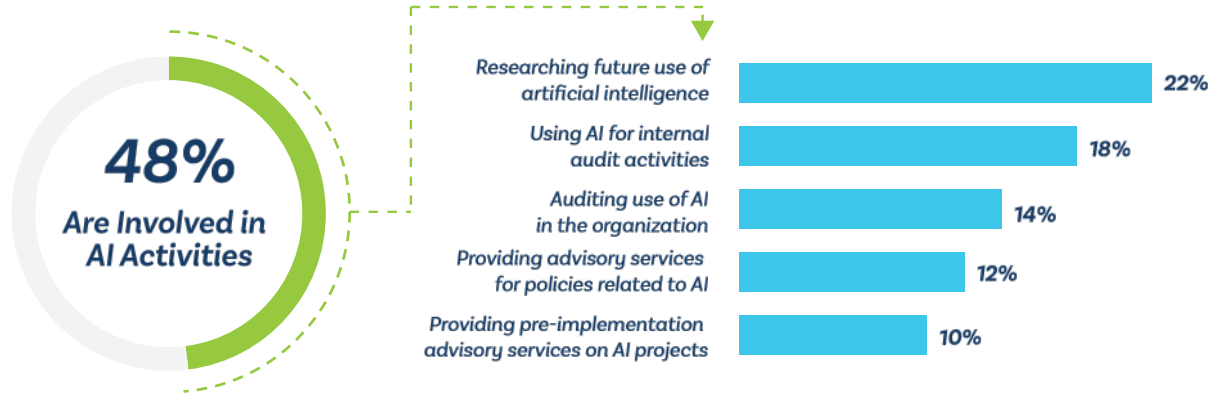 48%
Are Involved in
AI Activities
Researching future use of
artificial intelligence
22%
Using AI for internal
audit activities
18%
Auditing use of AI
in the organization
14%
Providing advisory services
for policies related to AI
12%
Providing pre-implementation
advisory services on AI projects
10%